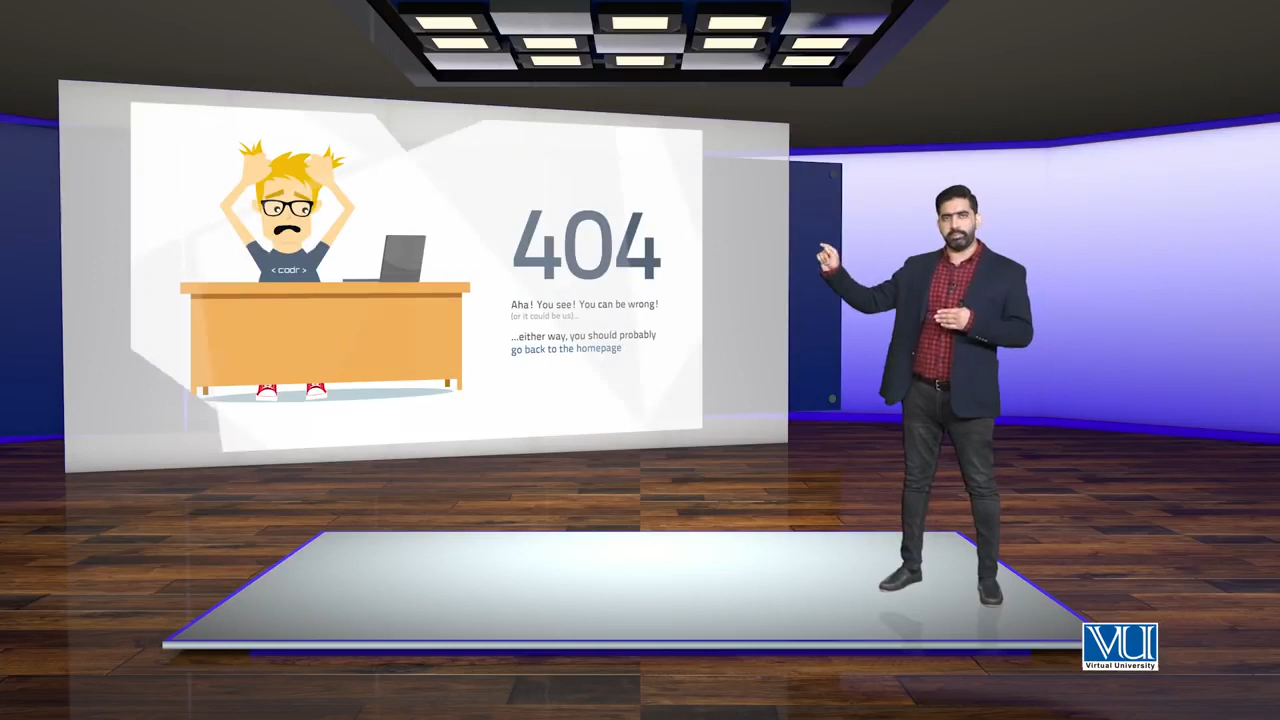 < codr >
404
Aha! You see! You can be wrong!
(or it could be us)...
...either way, you should probably
go back to the homepage
VU
Virtual University